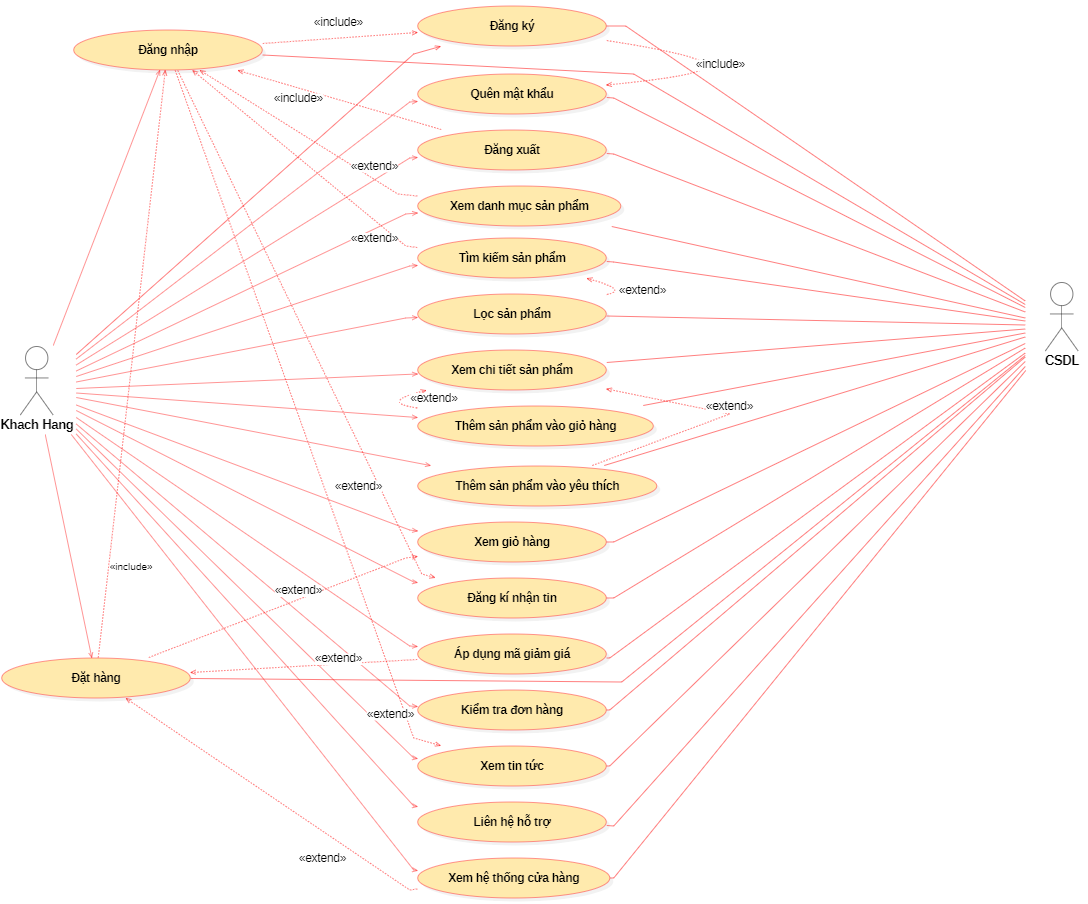 «include»
Đăng ký
Đăng nhập
«include»
Quên mật khẩu
«include»
Đăng xuất
«extend»
Xem danh mục sản phẩm
«extend»
Tìm kiếm sản phẩm
«extend»
Lọc sản phẩm
CSDL
Xem chi tiết sản phẩm
«extend»
«extend»
Khach Hang
Thêm sản phẩm vào giỏ hàng
«extend»
Thêm sản phẩm vào yêu thích
Xem giỏ hàng
«include»
«extend»
Đăng kí nhận tin
Áp dụng mã giảm giá
«extend»
Đặt hàng
Kiểm tra đơn hàng
«extend»
Xem tin tức
Liên hệ hỗ trợ
«extend»
Xem hệ thống cửa hàng